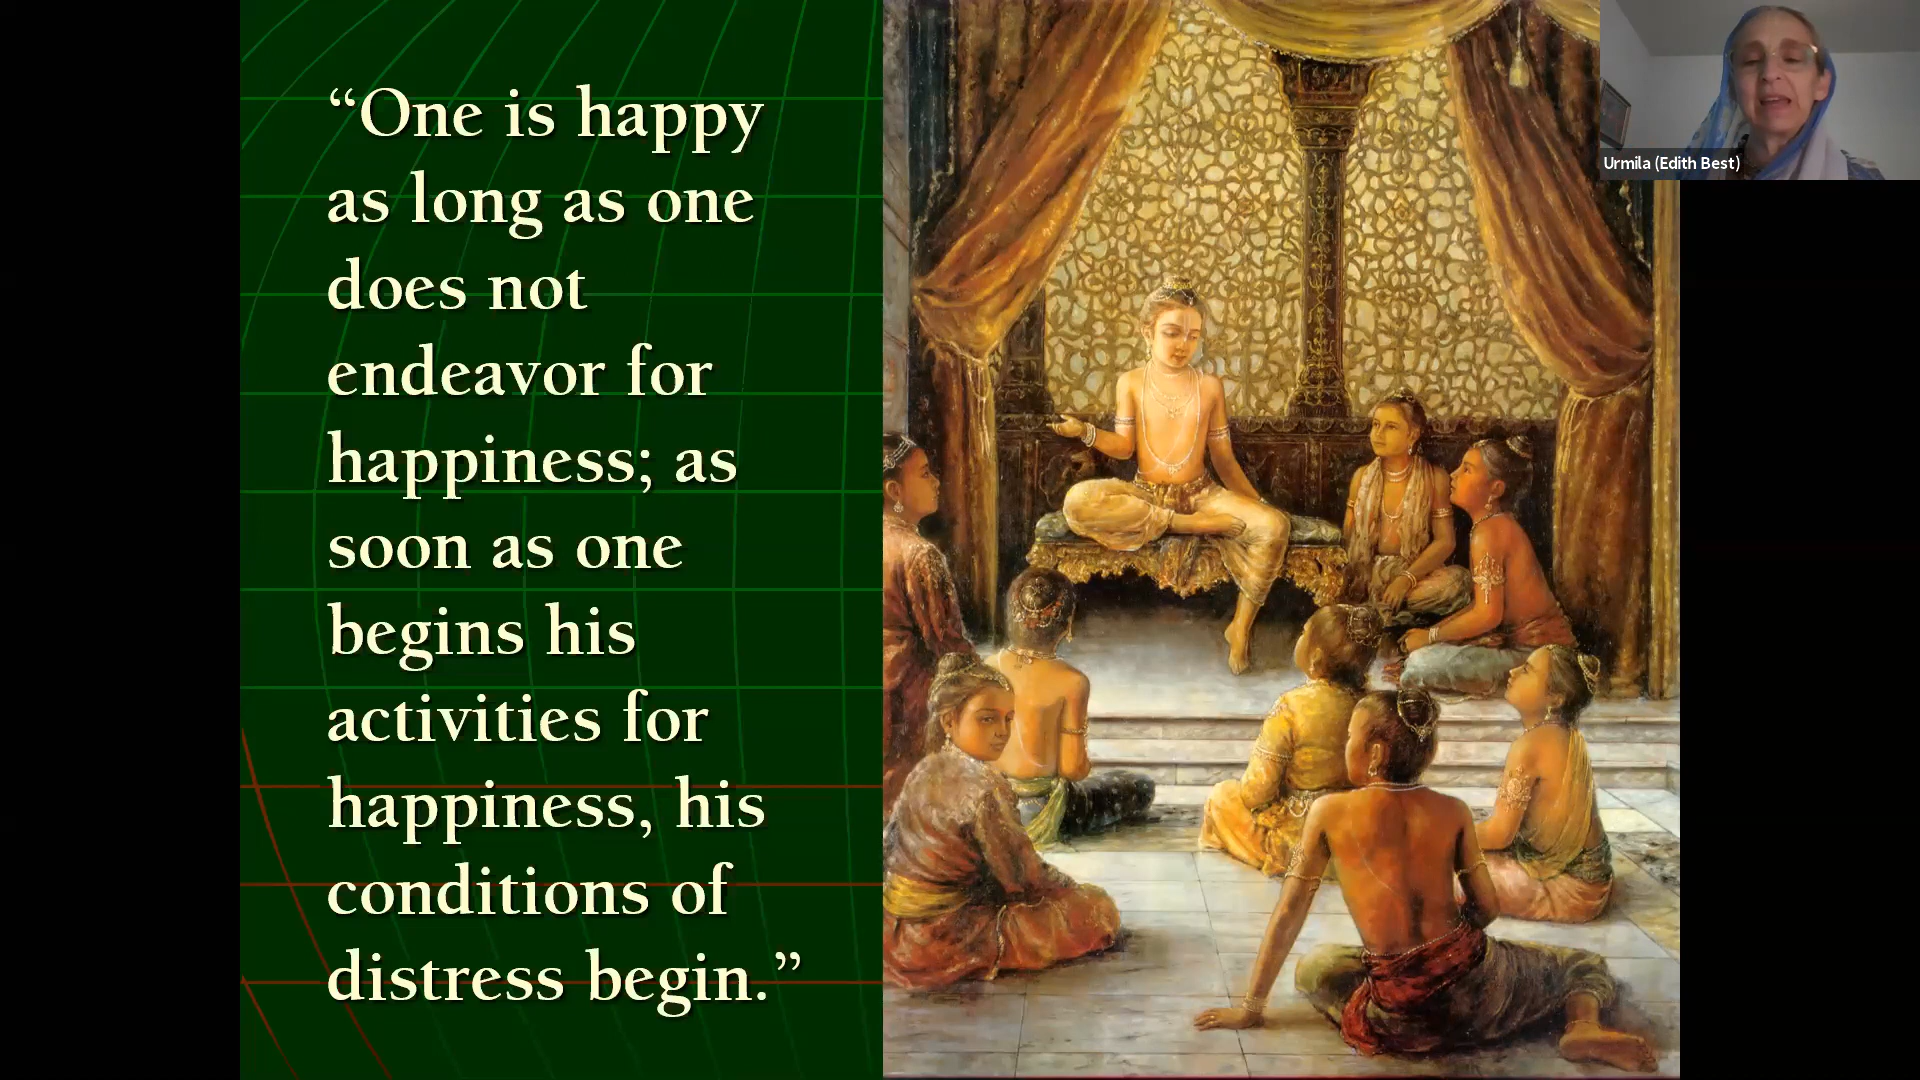 “One is happy
as long as one
does not
endeavor for
happiness; as
soon as one
begins his
activities for
happiness, his
conditions of
distress begin.”
Urmila (Edith Best)